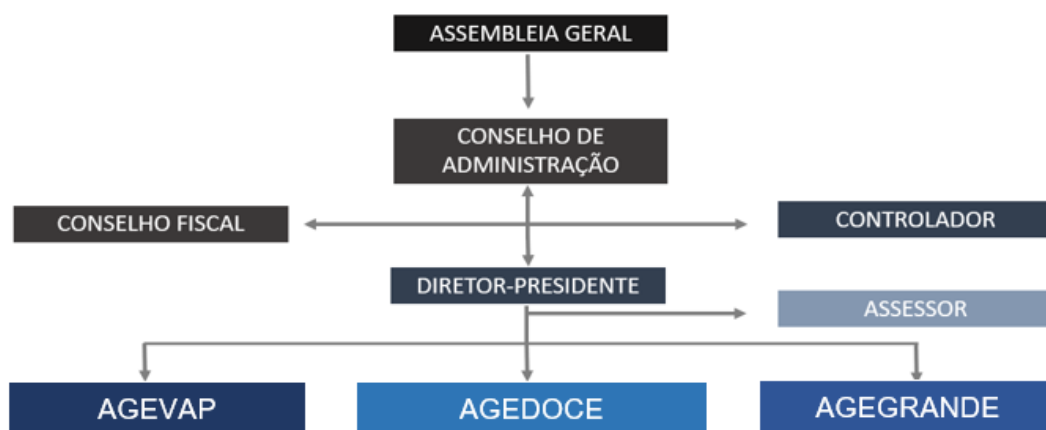 ASSEMBLEIA GERAL
CONSELHO DE
ADMINISTRAÇÃO
CONSELHO FISCAL
CONTROLADOR
DIRETOR-PRESIDENTE
ASSESSOR
AGEVAP
AGEDOCE
AGEGRANDE